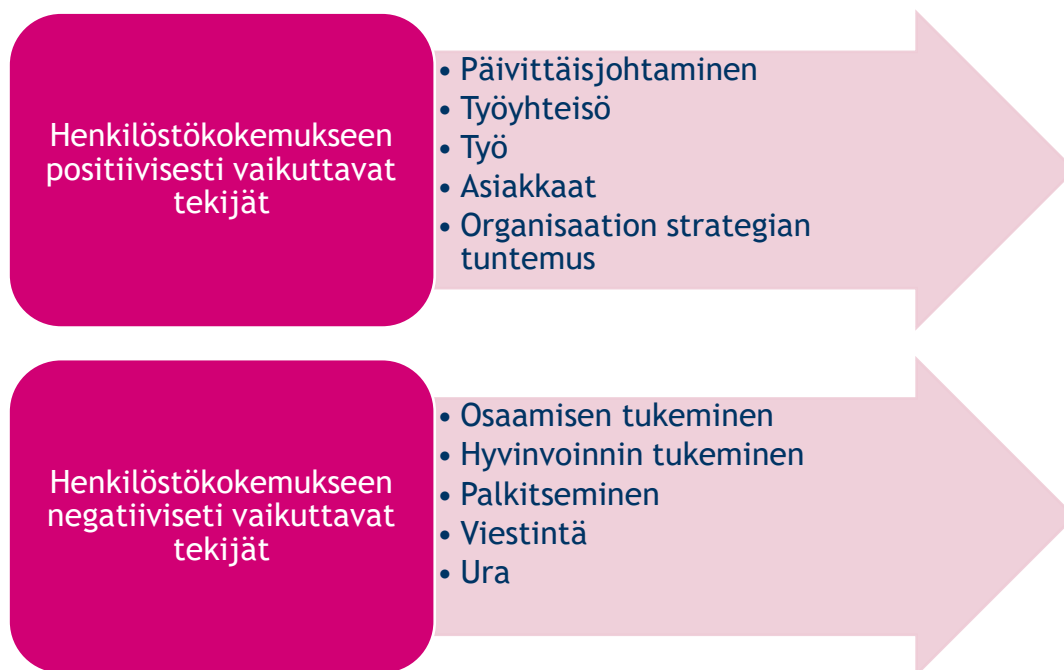 Henkilöstökokemukseen
positiivisesti vaikuttavat
tekijät
• Päivittäisjohtaminen
• Työyhteisö
• Työ
• Asiakkaat
• Organisaation strategian
tuntemus
Henkilöstökokemukseen
negatiiviseti vaikuttavat
tekijät
• Osaamisen tukeminen
• Hyvinvoinnin tukeminen
• Palkitseminen
• Viestintä
• Ura